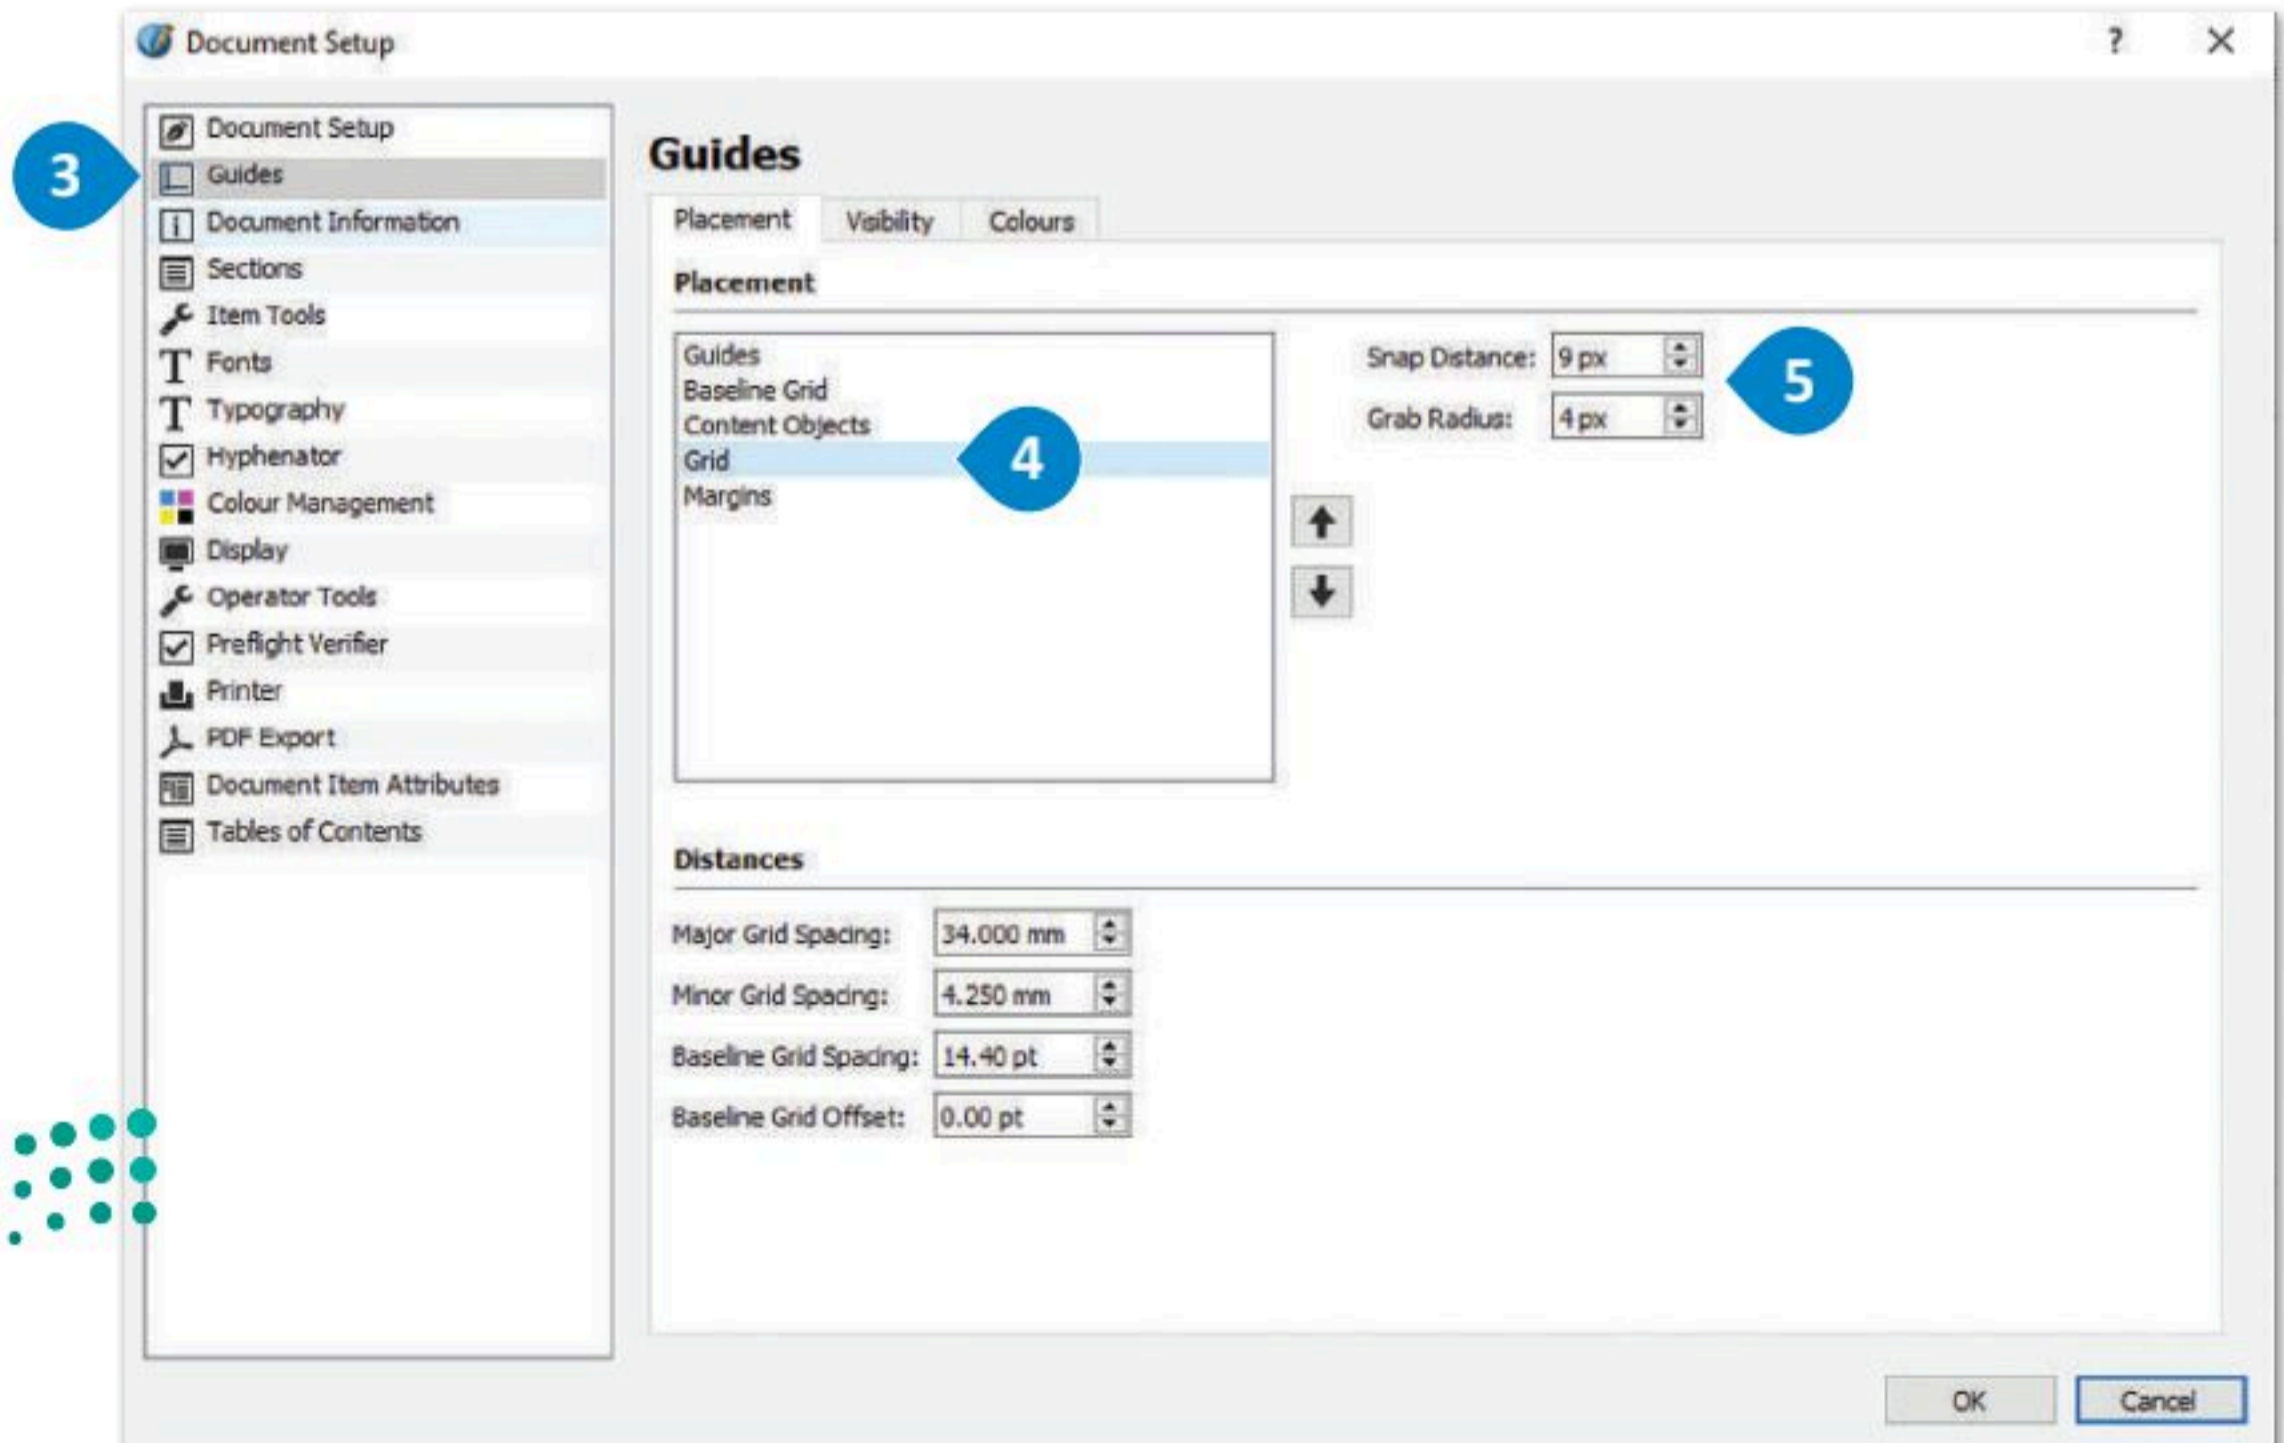 Document Setup
?
Document Setup
3
Guides
Document Information
Sections
Item Tools
Fonts
Typography
Hyphenator
Colour Management
Display
Operator Tools
Preflight Verifier
Printer
PDF Export
Document Item Attributes
Tables of Contents
Guides
Placement Visibility Colours
Placement
Guides
Baseline Grid
Content Objects
Grid
4
Margins
Snap Distance: 9 px
5
Grab Radius: 4 px
Distances
Major Grid Spacing: 34.000 mm
Minor Grid Spacing: 4.250 mm
Baseline Grid Spacing: 14.40 pt
Baseline Grid Offset: 0.00 pt
OK Cancel